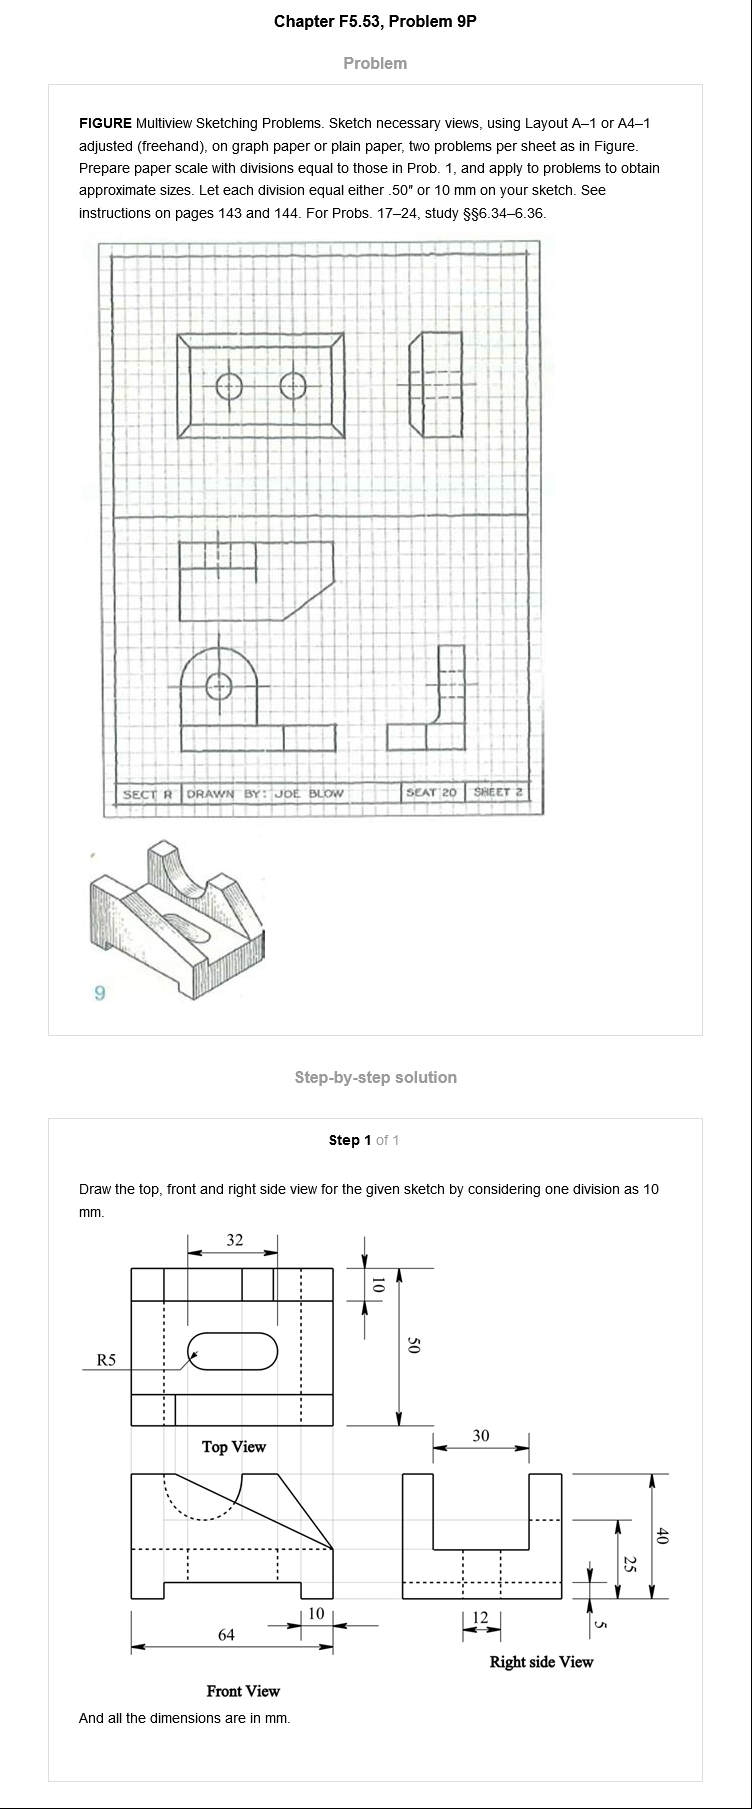 Chapter F5.53, Problem 9P
Problem
FIGURE Multiview Sketching Problems. Sketch necessary views, using Layout A–1 or A4–1
adjusted (freehand), on graph paper or plain paper, two problems per sheet as in Figure.
Prepare paper scale with divisions equal to those in Prob. 1, and apply to problems to obtain
approximate sizes. Let each division equal either .50″ or 10 mm on your sketch. See
instructions on pages 143 and 144. For Probs. 17–24, study §§6.34–6.36.
SECT R DRAWN BY: JOE BLOW SEAT 20 SHEET 2
9
Step-by-step solution
Step 1 of 1
Draw the top, front and right side view for the given sketch by considering one division as 10
mm.
32
10
50
R5
Top View
30
40
25
10
12
5
64
Right side View
Front View
And all the dimensions are in mm.